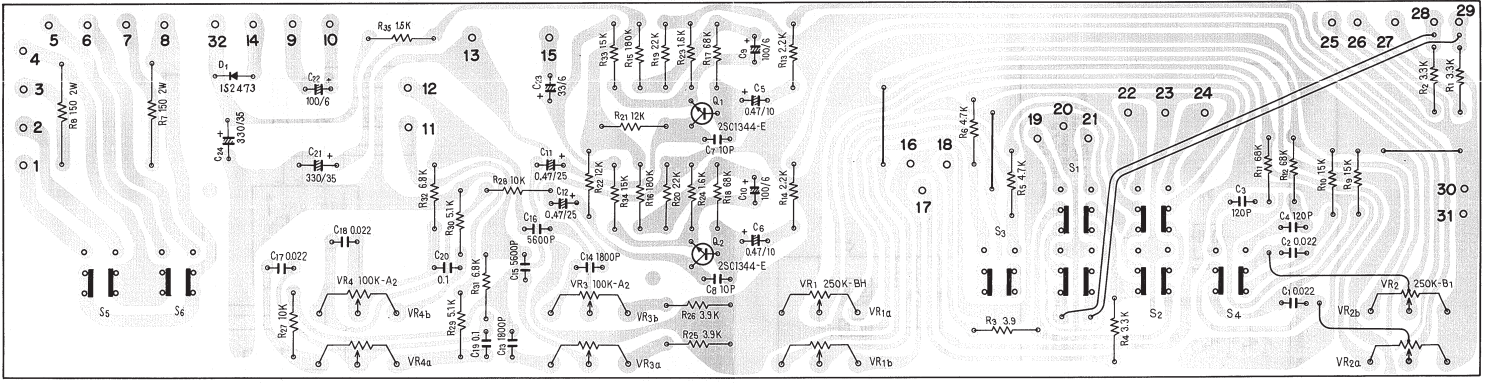 5 6 7 8 32 14 9 10 R35 1.5K 13 15 25 26 27 28 29
4
3
2
1
R8 150 2W
R7 150 2W
D1
1S2473
C24 330/35
C22
100/6
C21
330/35
12
11
R32 6.8K
R30 5.1K
R28 10K
C23 33/6
C11
0.47/25
C12
0.47/25
C16
5600P
C15 5600P
R33 15K
R15 180K
R19 22K
R23 1.6K
R17 68K
C9 100/6
R13 2.2K
Q1
2SC1344-E
C5
0.47/10
R21 12K
C7 10P
R22 12K
R34 15K
R16 180K
R20 22K
R24 1.6K
R18 68K
C10 100/6
R14 2.2K
Q2
2SC1344-E
C6
0.47/10
C8 10P
16
18
17
R6 4.7K
R5 4.7K
19
20
21
22
23
24
S1
S3
S2
S4
R2 3.3K
R1 3.3K
R11 68K
R12 68K
R10 15K
R9 15K
C3
120P
C4 120P
C2 0.022
C1 0.022
30
31
S5
S6
C17 0.022
C18 0.022
R27 10K
VR4 100K-A2
VR4b
VR4a
C20
0.1
R31 6.8K
R29 5.1K
C19 0.1
C13 1800P
C14 1800P
VR3 100K-A2
VR3b
VR3a
R26 3.9K
R25 3.9K
VR1 250K-BH
VR1a
VR1b
R3 3.9
R4 3.3K
VR2 250K-B1
VR2b
VR2a